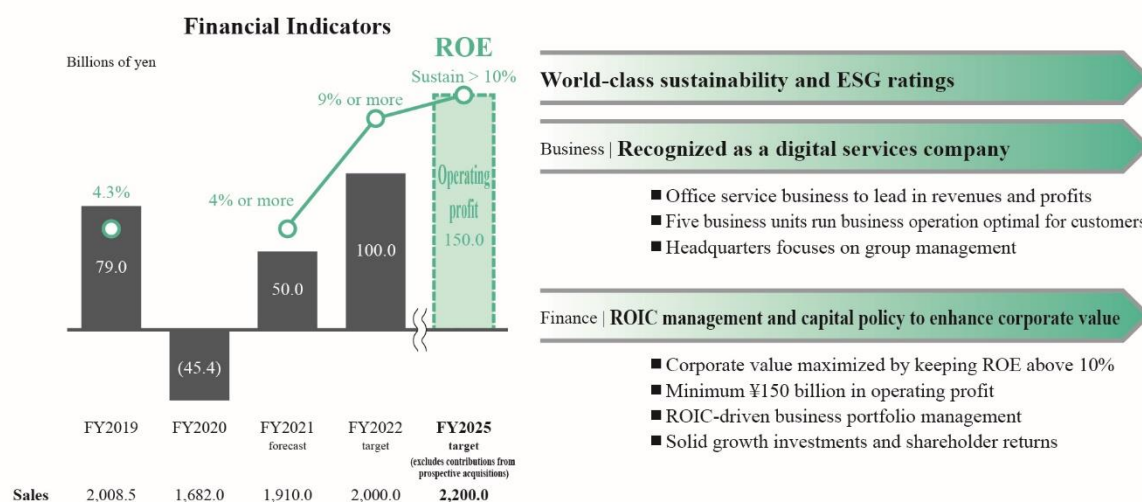 Financial Indicators
Billions of yen
ROE
Sustain > 10%
9% or more
4.3%
4% or more
Operating
profit
150.0
79.0
(45.4)
50.0
100.0
FY2019
FY2020
FY2021
forecast
FY2022
target
FY2025
target
(excludes contributions from
prospective acquisitions)
Sales 2,008.5 1,682.0 1,910.0 2,000.0 2,200.0
World-class sustainability and ESG ratings
Business | Recognized as a digital services company
■ Office service business to lead in revenues and profits
■ Five business units run business operation optimal for customers
■ Headquarters focuses on group management
Finance | ROIC management and capital policy to enhance corporate value
■ Corporate value maximized by keeping ROE above 10%
■ Minimum ¥150 billion in operating profit
■ ROIC-driven business portfolio management
■ Solid growth investments and shareholder returns